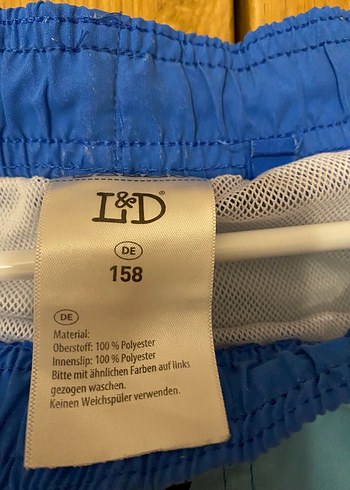 L&D®
DE
158
DE
Material:
Oberstoff: 100 % Polyester
Innenslip: 100 % Polyester
Bitte mit ähnlichen Farben auf links
gezogen waschen.
Keinen Weichspüler verwenden.